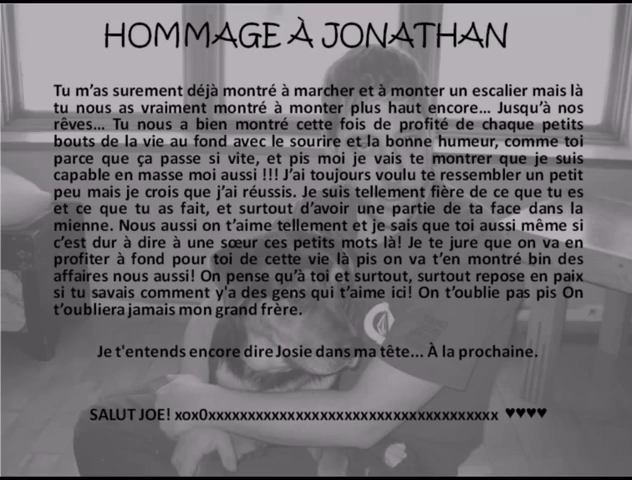 HOMMAGE À JONATHAN
Tu m'as surement déjà montré à marcher et à monter un escalier mais là
tu nous as vraiment montré à monter plus haut encore… Jusqu'à nos
rêves… Tu nous a bien montré cette fois de profité de chaque petits
bouts de la vie au fond avec le sourire et la bonne humeur, comme toi
parce que ça passe si vite, et pis moi je vais te montrer que je suis
capable en masse moi aussi !!! J'ai toujours voulu te ressembler un petit
peu mais je crois que j'ai réussis. Je suis tellement fière de ce que tu es
et ce que tu as fait, et surtout d'avoir une partie de ta face dans la
mienne. Nous aussi on t'aime tellement et je sais que toi aussi même si
c'est dur à dire à une sœur ces petits mots là! Je te jure que on va en
profiter à fond pour toi de cette vie là pis on va t'en montré bin des
affaires nous aussi! On pense qu'à toi et surtout, surtout repose en paix
si tu savais comment y'a des gens qui t'aime ici! On t'oublie pas pis On
t'oubliera jamais mon grand frère.
Je t'entends encore dire Josie dans ma tête... À la prochaine.
SALUT JOE! xox0xxxxxxxxxxxxxxxxxxxxxxxxxxxxxxxxxxxxx ♥♥♥♥